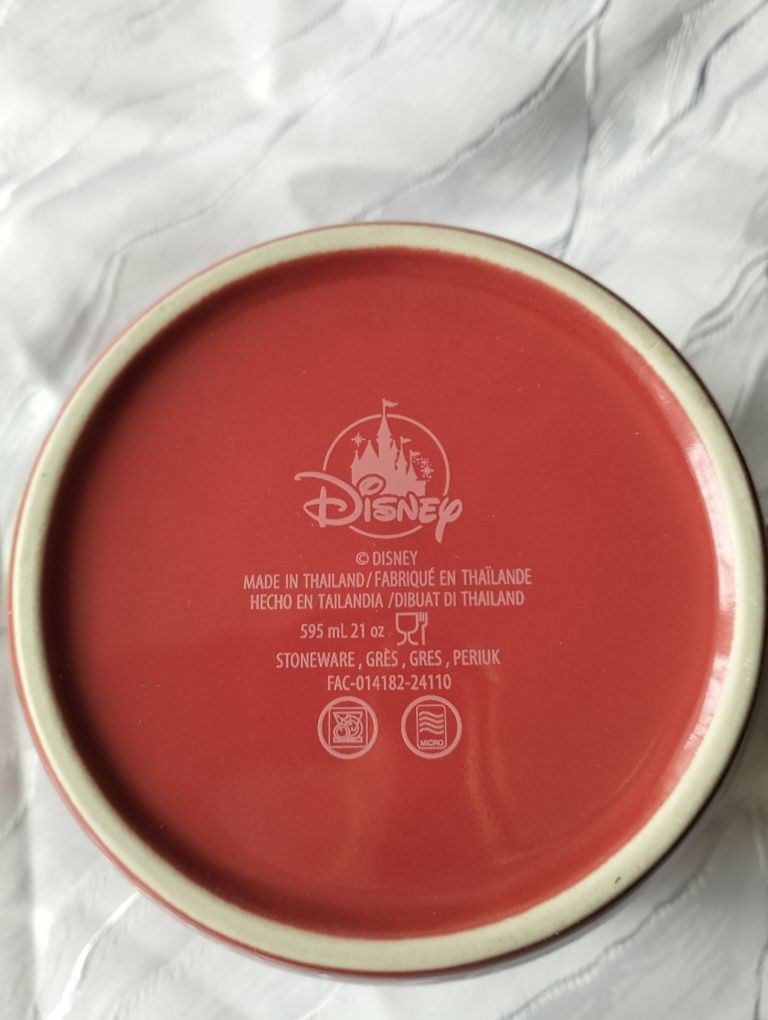 Disney
© DISNEY
MADE IN THAILAND/FABRIQUÉ EN THAÏLANDE
HECHO EN TAILANDIA /DIBUAT DI THAILAND
595 mL 21 oz
STONEWARE , GRÈS , GRES , PERIUK
FAC-014182-24110
MICRO